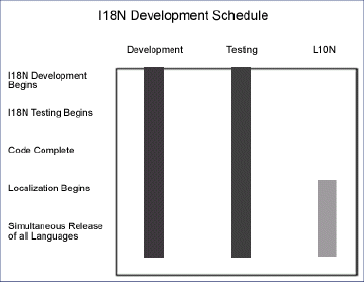 I18N Development Schedule
Development Testing L10N
I18N Development
Begins
I18N Testing Begins
Code Complete
Localization Begins
Simultaneous Release
of all Languages